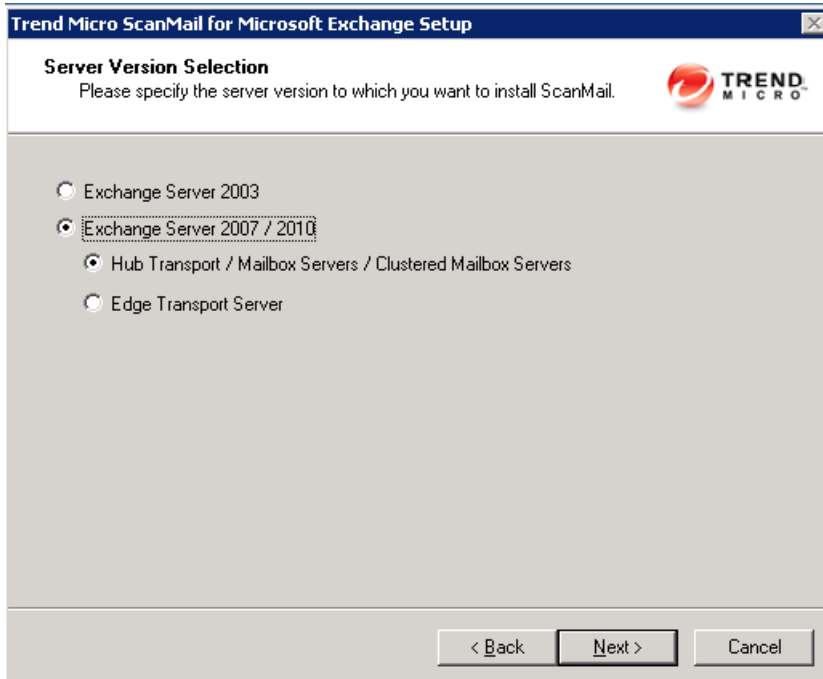 Trend Micro ScanMail for Microsoft Exchange Setup
Server Version Selection
Please specify the server version to which you want to install ScanMail.
TREND
MICRO
Exchange Server 2003
Exchange Server 2007 / 2010
Hub Transport / Mailbox Servers / Clustered Mailbox Servers
Edge Transport Server
< Back
Next >
Cancel